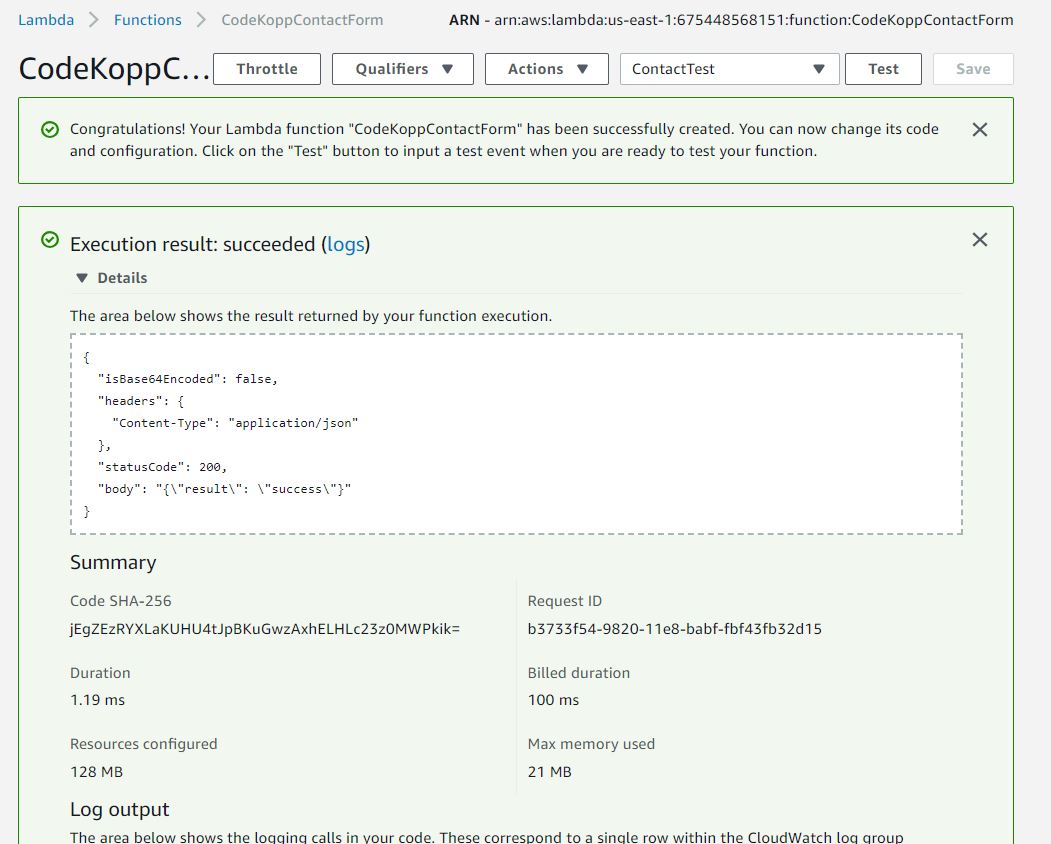 Lambda Functions CodeKoppContactForm ARN - arn:aws:lambda:us-east-1:675448568151:function:CodeKoppContactForm
CodeKoppC... Throttle Qualifiers Actions ContactTest Test Save
Congratulations! Your Lambda function "CodeKoppContactForm" has been successfully created. You can now change its code
and configuration. Click on the "Test" button to input a test event when you are ready to test your function.
Execution result: succeeded (logs)
Details
The area below shows the result returned by your function execution.
{
"isBase64Encoded": false,
"headers": {
"Content-Type": "application/json"
},
"statusCode": 200,
"body": "{\"result\": \"success\"}"
}
Summary
Code SHA-256 Request ID
jEgZEzRYXLaKUHU4tJpBKuGwzAxhELHLc23z0MWPkik= b3733f54-9820-11e8-babf-fbf43fb32d15
Duration Billed duration
1.19 ms 100 ms
Resources configured Max memory used
128 MB 21 MB
Log output
The area below shows the logging calls in your code. These correspond to a single row within the CloudWatch log group